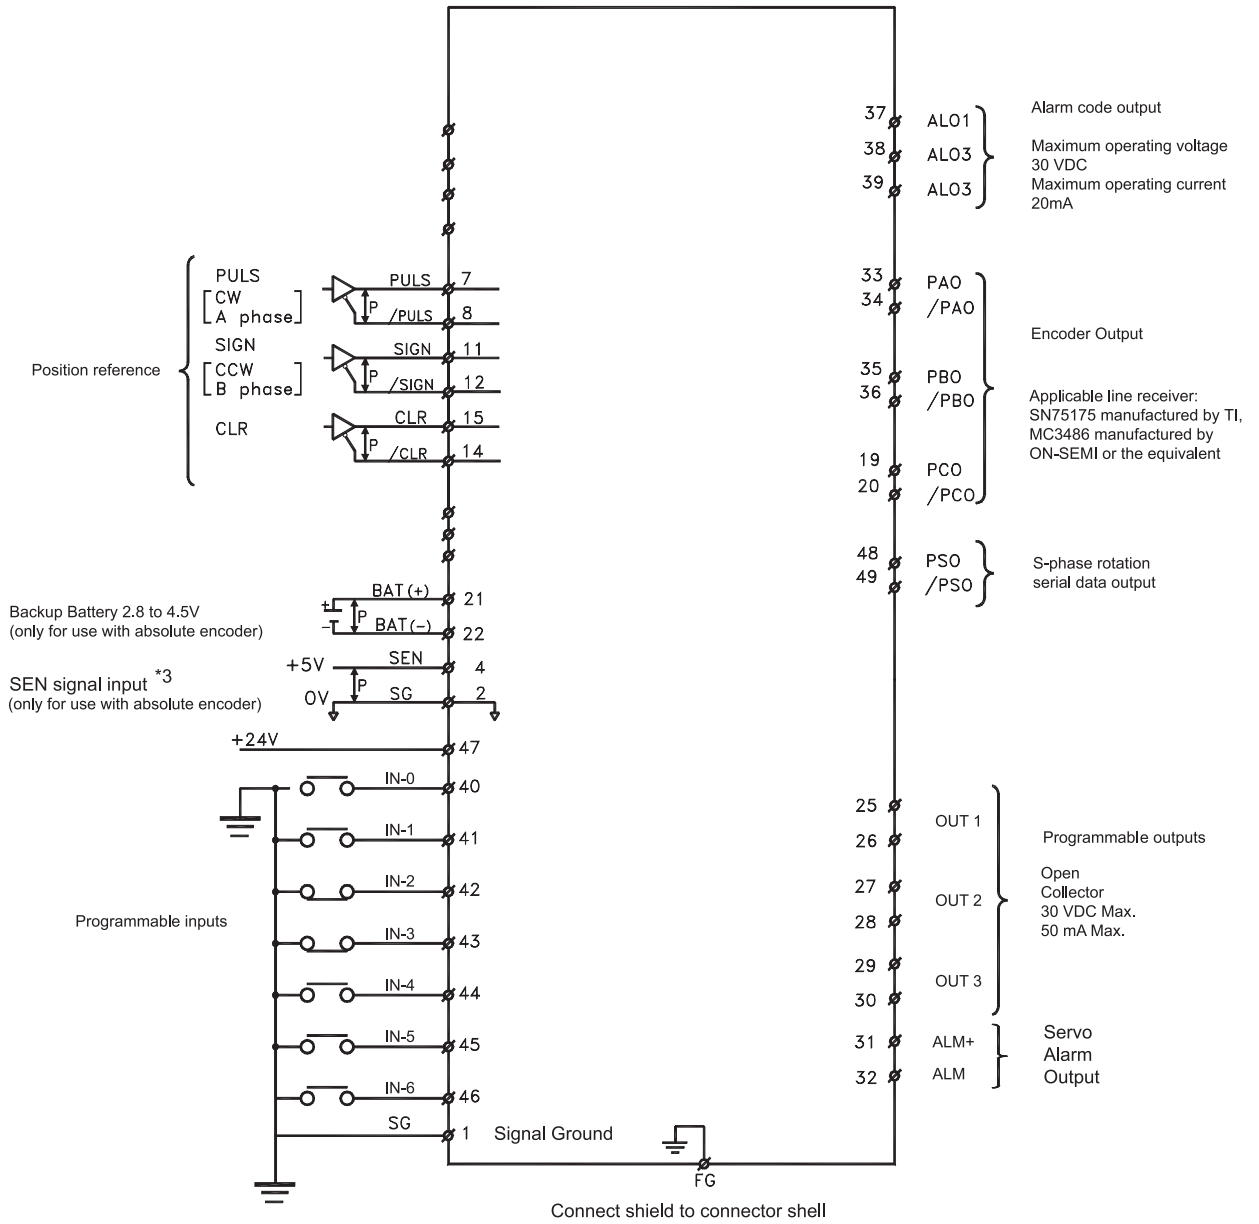 37 ALO1 Alarm code output
38 ALO3 Maximum operating voltage
30 VDC
39 ALO3 Maximum operating current
20mA
Position reference
PULS
[CW
A phase]
PULS 7
P
/PULS 8
SIGN
[CCW
B phase]
SIGN 11
P
/SIGN 12
CLR
CLR 15
P
/CLR 14
33 PAO
34 /PAO
35 PBO
36 /PBO
19 PCO
20 /PCO
Encoder Output
Applicable line receiver:
SN75175 manufactured by TI,
MC3486 manufactured by
ON-SEMI or the equivalent
48 PSO
49 /PSO
S-phase rotation
serial data output
Backup Battery 2.8 to 4.5V
(only for use with absolute encoder)
+
−
BAT(+) 21
P
BAT(−) 22
SEN signal input *3
(only for use with absolute encoder)
+5V SEN 4
P
0V SG 2
+24V 47
Programmable inputs
IN-0 40
IN-1 41
IN-2 42
IN-3 43
IN-4 44
IN-5 45
IN-6 46
SG 1 Signal Ground
25
OUT 1
26
27
OUT 2
28
29
OUT 3
30
Programmable outputs
Open
Collector
30 VDC Max.
50 mA Max.
31 ALM+
32 ALM
Servo
Alarm
Output
FG
Connect shield to connector shell